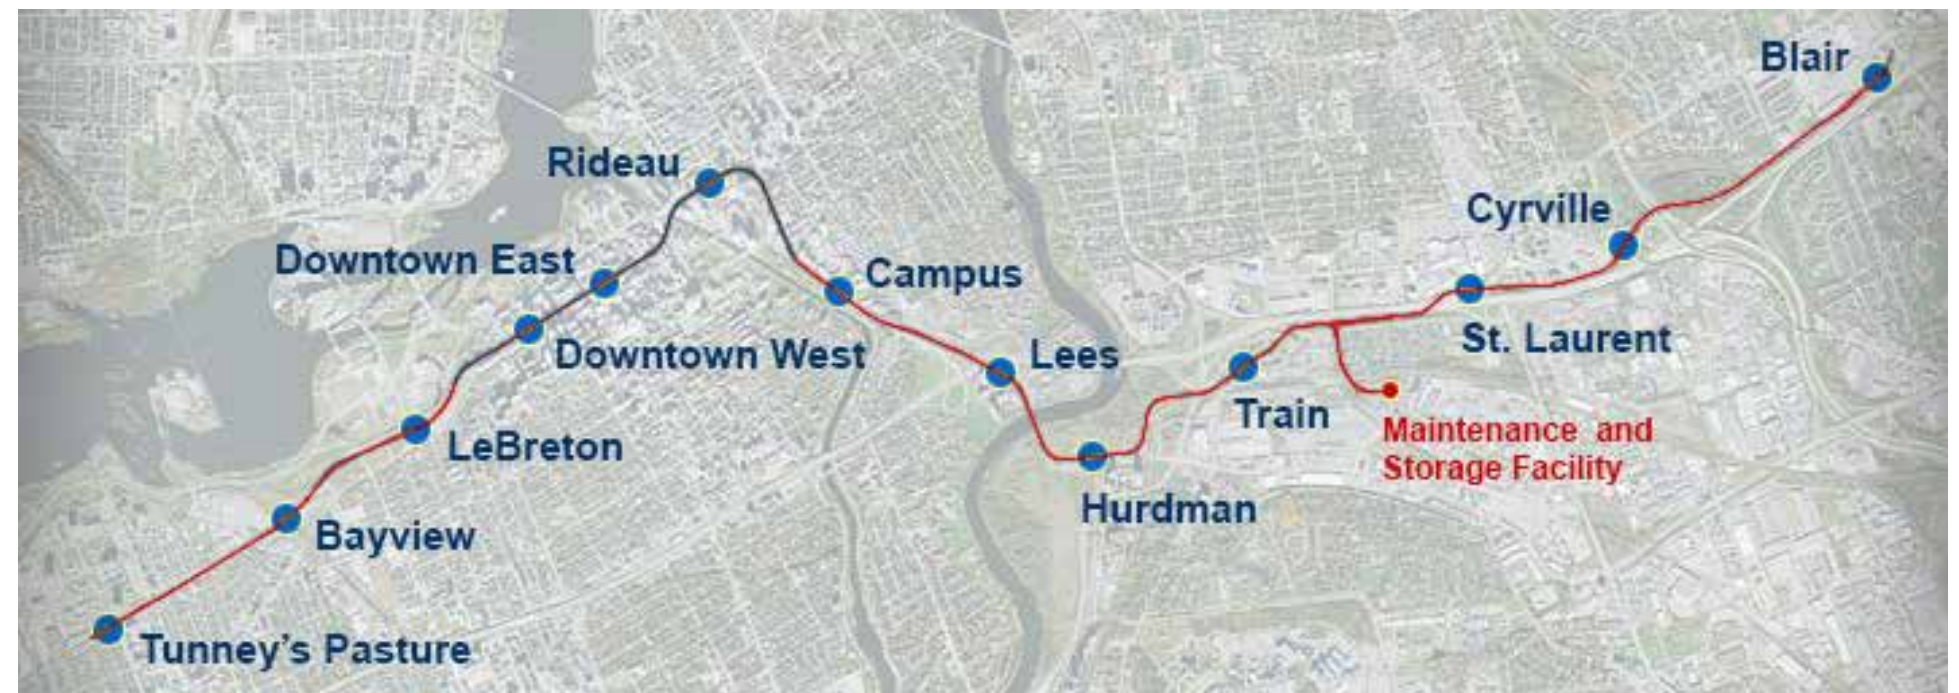 Blair
Rideau
Cyrville
Downtown East
Campus
Downtown West
Lees
St. Laurent
Train
Maintenance and
Storage Facility
LeBreton
Hurdman
Bayview
Tunney's Pasture